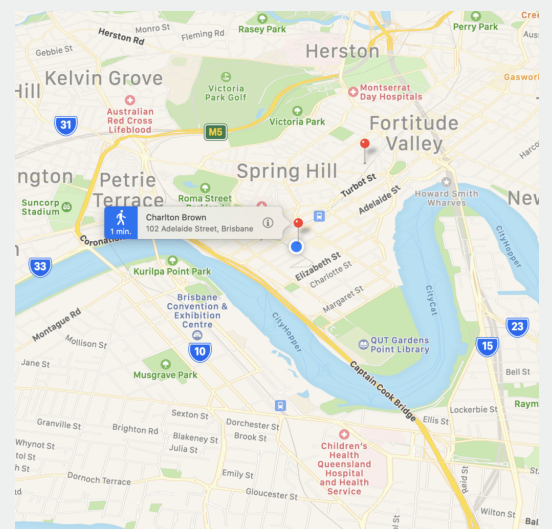 Monro St
Herston Rd
Fleming Rd
Rasey Park
Perry Park
Gebbie St
Herston
Kelvin Grove
Victoria
Park Golf
Montserrat
Day Hospitals
Australian
Red Cross
Lifeblood
31
M5
Victoria Park
Fortitude
Valley
Spring Hill
Petrie
Terrace
Roma Street
Turbot St
Adelaide St
Howard Smith
Wharves
Suncorp
Stadium
1 min.
Charlton Brown
102 Adelaide Street, Brisbane
CityHopper
33
Kurilpa Point Park
Elizabeth St
Charlotte St
Margaret St
CityCat
Brisbane
Convention &
Exhibition
Centre
CityHopper
Montague Rd
Mollison St
10
QUT Gardens
Point Library
23
15
Jane St
Musgrave Park
Captain Cook Bridge
Bell St
Lockerbie St
Raym
Sexton St
Granville St
Brighton Rd
Blakeney St
Dorchester St
Brook St
Ellis St
Julia St
Children's
Health
Queensland
Hospital
and Health
Service
Whynot St
Dornoch Terrace
Emily St
Gloucester St
Reid St
Wilton St